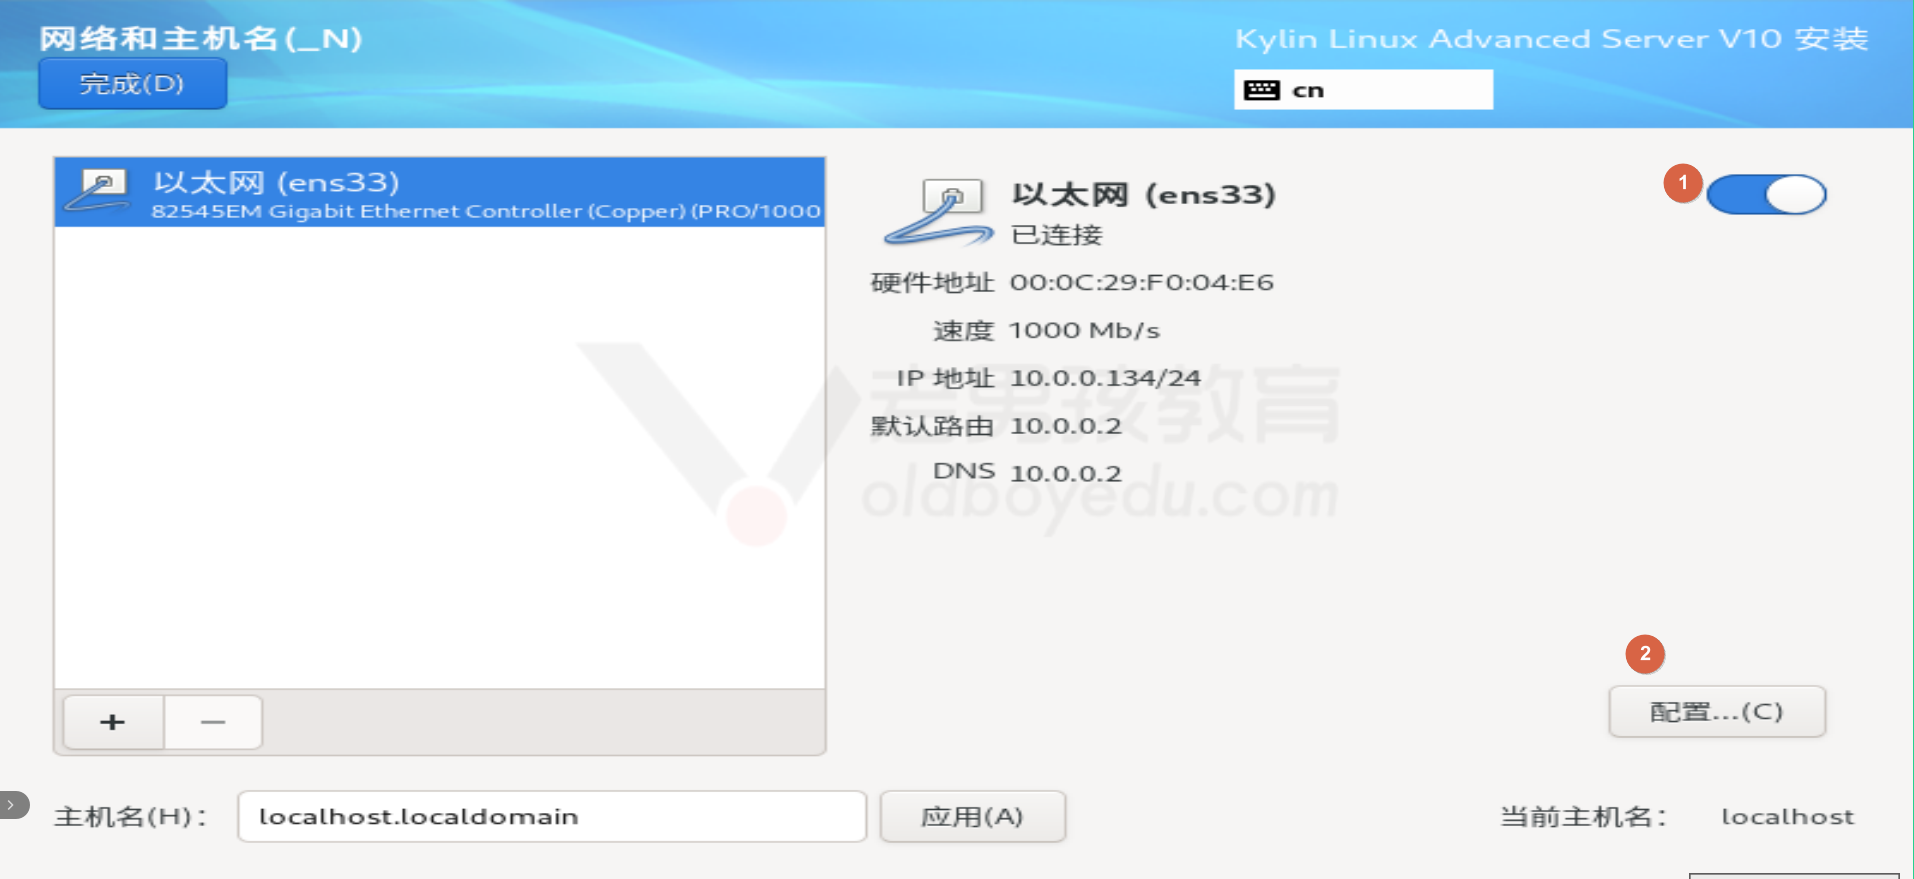 网络和主机名(_N)
完成(D)
Kylin Linux Advanced Server V10 安装
cn
以太网 (ens33)
82545EM Gigabit Ethernet Controller (Copper) (PRO/1000
以太网 (ens33)
已连接
1
硬件地址 00:0C:29:F0:04:E6
速度 1000 Mb/s
IP 地址 10.0.0.134/24
默认路由 10.0.0.2
DNS 10.0.0.2
老男孩教育
oldboyedu.com
2
配置...(C)
+ −
主机名(H)： localhost.localdomain 应用(A) 当前主机名： localhost